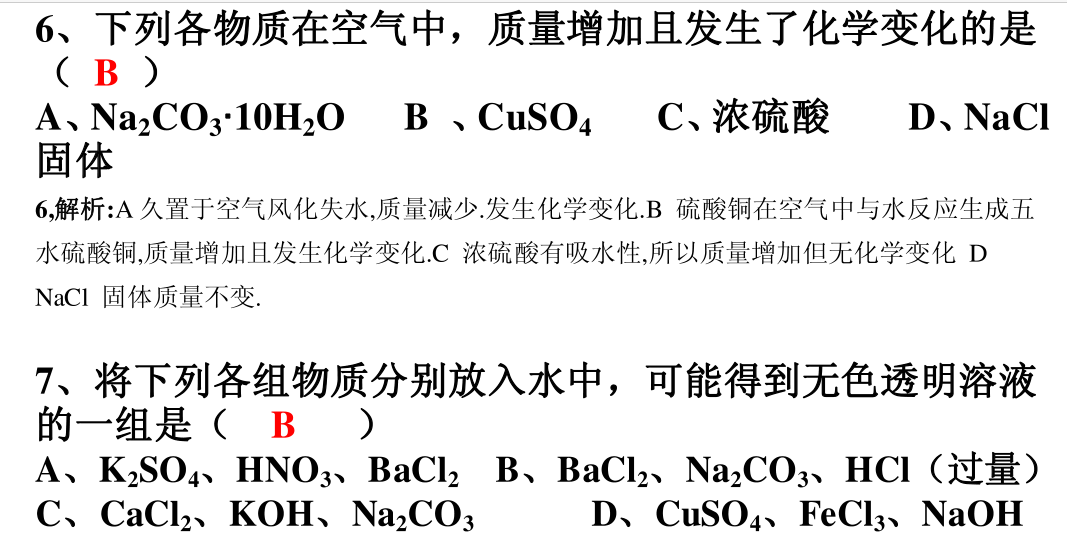 6、下列各物质在空气中，质量增加且发生了化学变化的是
（ B ）
A、Na₂CO₃·10H₂O B 、CuSO₄ C、浓硫酸 D、NaCl
固体
6,解析:A 久置于空气风化失水,质量减少.发生化学变化.B 硫酸铜在空气中与水反应生成五
水硫酸铜,质量增加且发生化学变化.C 浓硫酸有吸水性,所以质量增加但无化学变化 D
NaCl 固体质量不变.
7、将下列各组物质分别放入水中，可能得到无色透明溶液
的一组是（ B ）
A、K₂SO₄、HNO₃、BaCl₂ B、BaCl₂、Na₂CO₃、HCl（过量）
C、CaCl₂、KOH、Na₂CO₃ D、CuSO₄、FeCl₃、NaOH